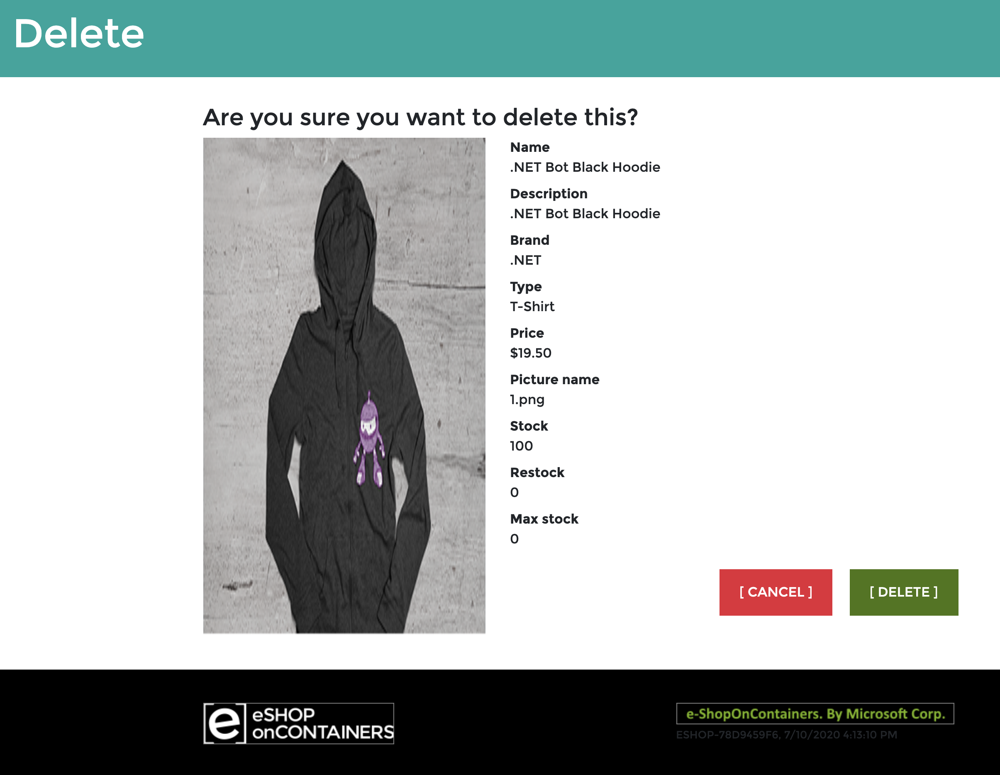 Delete
Are you sure you want to delete this?
Name
.NET Bot Black Hoodie
Description
.NET Bot Black Hoodie
Brand
.NET
Type
T-Shirt
Price
$19.50
Picture name
1.png
Stock
100
Restock
0
Max stock
0
[ CANCEL ]
[ DELETE ]
e
eSHOP
onCONTAINERS
e-ShopOnContainers. By Microsoft Corp.
ESHOP-78D9459F6, 7/10/2020 4:13:10 PM